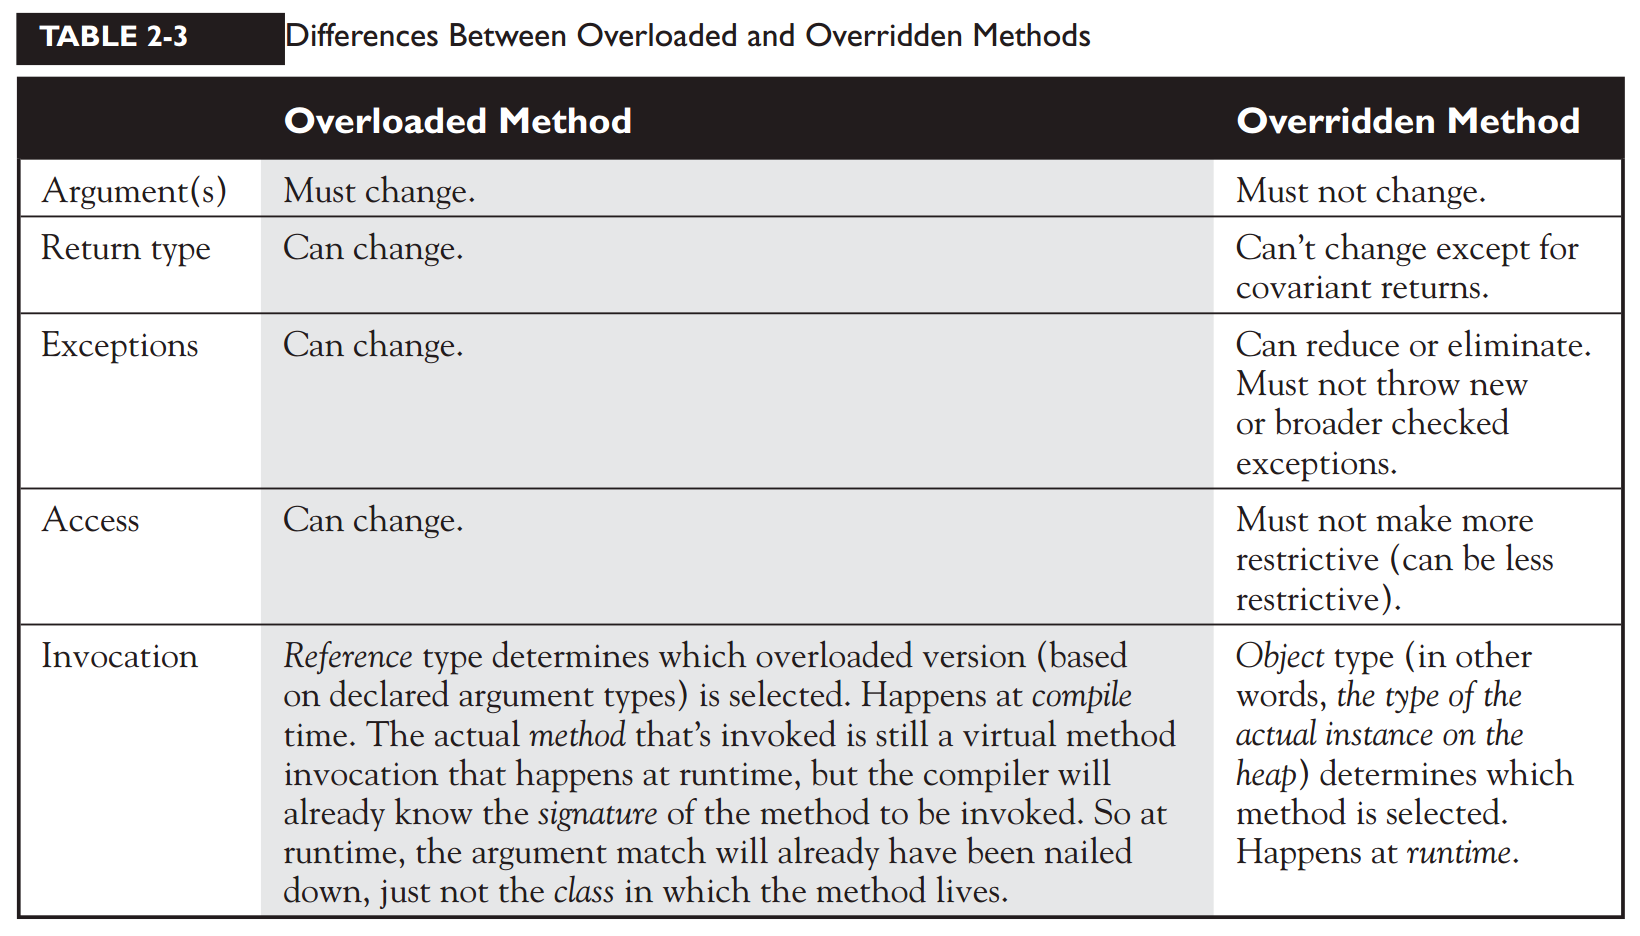 TABLE 2-3 Differences Between Overloaded and Overridden Methods
Overloaded Method Overridden Method
Argument(s) Must change. Must not change.
Return type Can change. Can’t change except for
covariant returns.
Exceptions Can change. Can reduce or eliminate.
Must not throw new
or broader checked
exceptions.
Access Can change. Must not make more
restrictive (can be less
restrictive).
Invocation Reference type determines which overloaded version (based
on declared argument types) is selected. Happens at compile
time. The actual method that’s invoked is still a virtual method
invocation that happens at runtime, but the compiler will
already know the signature of the method to be invoked. So at
runtime, the argument match will already have been nailed
down, just not the class in which the method lives.
Object type (in other
words, the type of the
actual instance on the
heap) determines which
method is selected.
Happens at runtime.